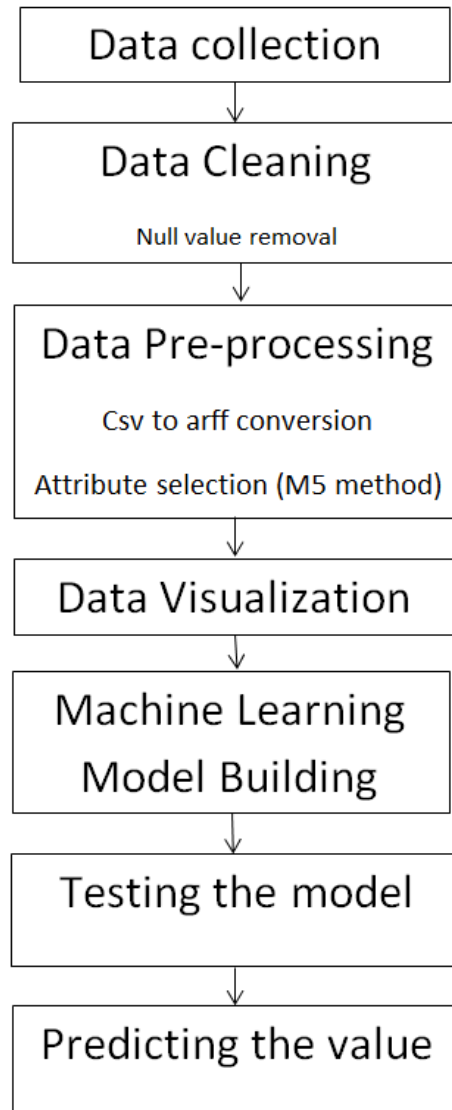 Data collection
Data Cleaning
Null value removal
Data Pre-processing
Csv to arff conversion
Attribute selection (M5 method)
Data Visualization
Machine Learning
Model Building
Testing the model
Predicting the value